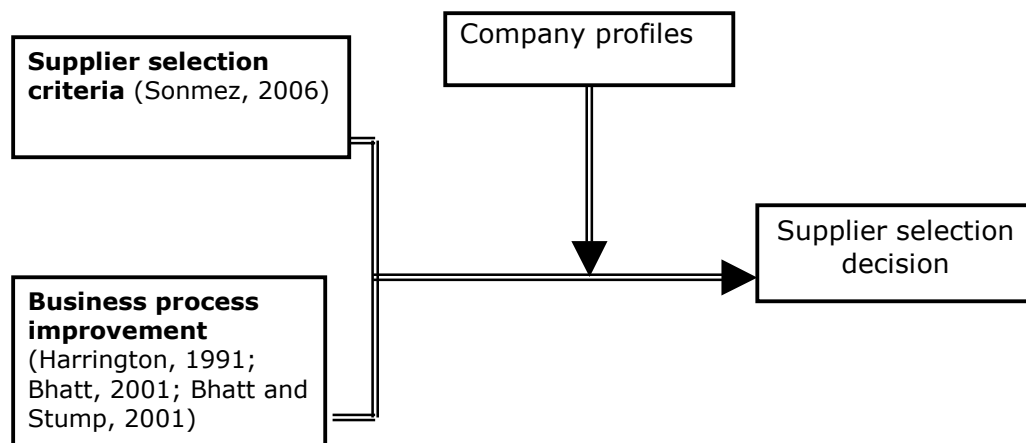 Company profiles
Supplier selection
criteria (Sonmez, 2006)
Supplier selection
decision
Business process
improvement
(Harrington, 1991;
Bhatt, 2001; Bhatt and
Stump, 2001)